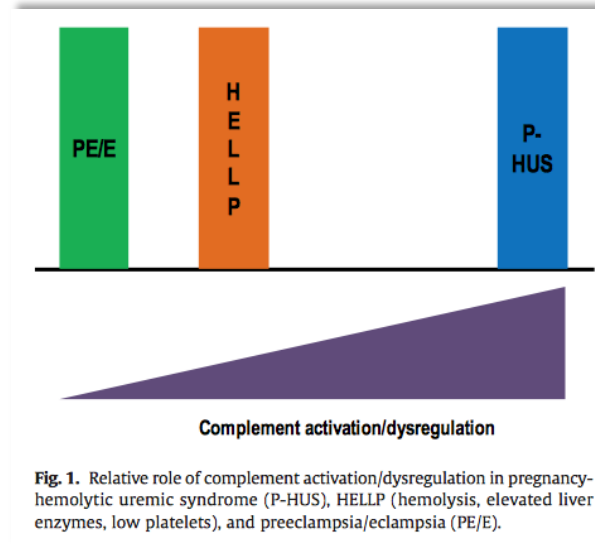 PE/E
H
E
L
L
P
P-
HUS
Complement activation/dysregulation
Fig. 1. Relative role of complement activation/dysregulation in pregnancy-
hemolytic uremic syndrome (P-HUS), HELLP (hemolysis, elevated liver
enzymes, low platelets), and preeclampsia/eclampsia (PE/E).